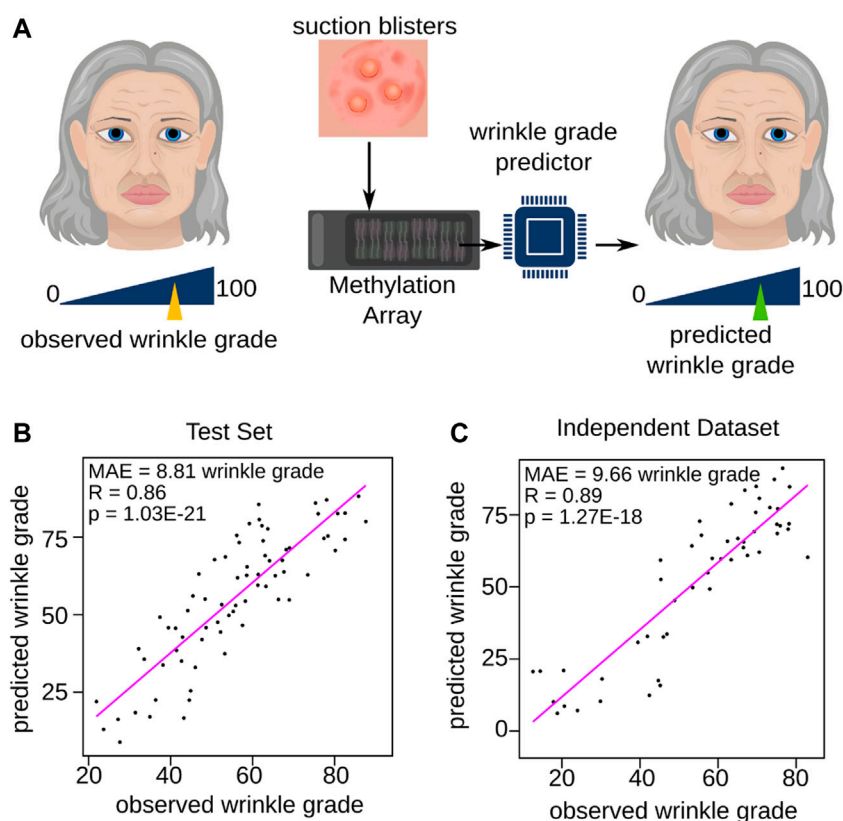 A
suction blisters
wrinkle grade
predictor
0
100
observed wrinkle grade
Methylation
Array
0
100
predicted
wrinkle grade
B
Test Set
MAE = 8.81 wrinkle grade
R = 0.86
p = 1.03E-21
predicted wrinkle grade
75
50
25
20
40
60
80
observed wrinkle grade
C
Independent Dataset
MAE = 9.66 wrinkle grade
R = 0.89
p = 1.27E-18
predicted wrinkle grade
75
50
25
0
20
40
60
80
observed wrinkle grade